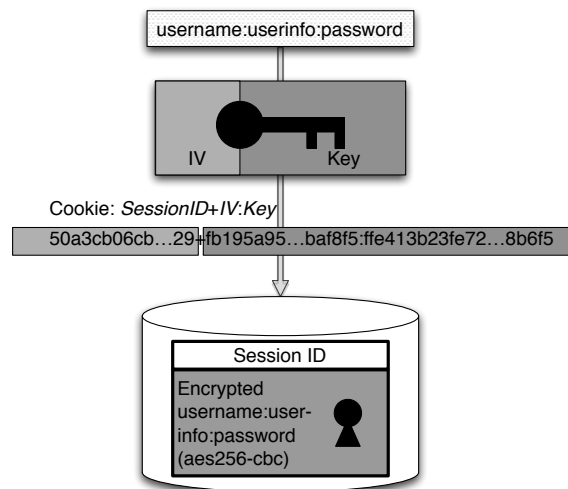 username:userinfo:password
IV Key
Cookie: SessionID+IV:Key
50a3cb06cb…29+fb195a95…baf8f5:ffe413b23fe72…8b6f5
Session ID
Encrypted
username:user-
info:password
(aes256-cbc)